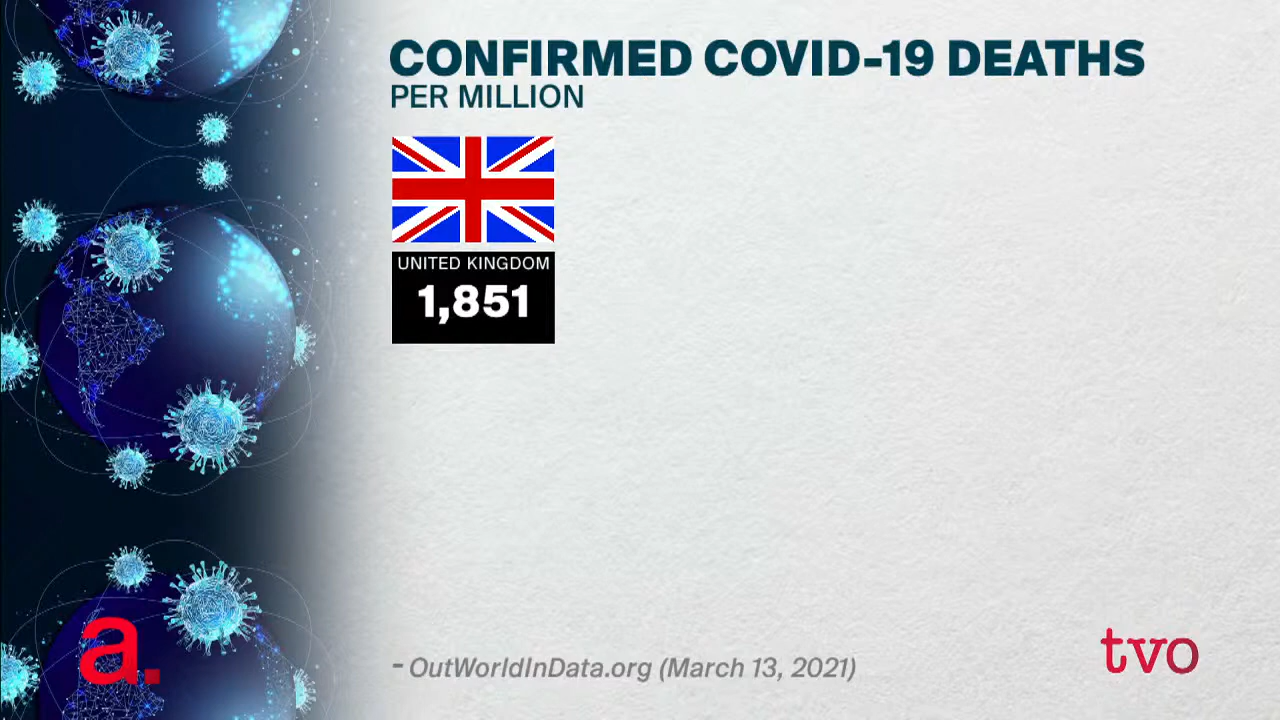 CONFIRMED COVID-19 DEATHS
PER MILLION
UNITED KINGDOM
1,851
- OutWorldInData.org (March 13, 2021)
a.
tvo